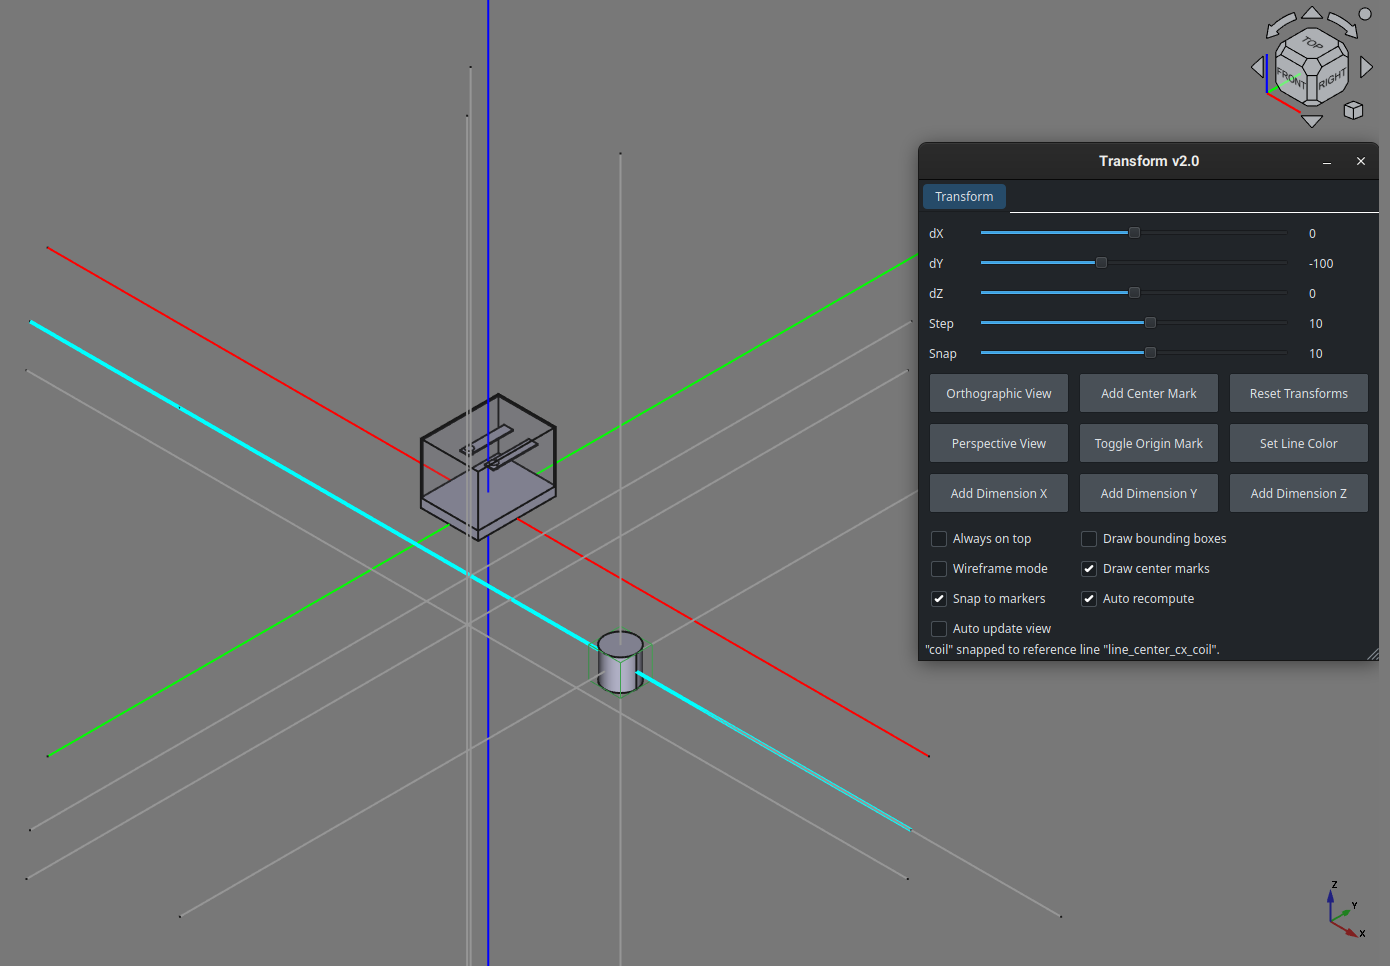 TOP
FRONT
RIGHT
Transform v2.0
Transform
dX 0
dY -100
dZ 0
Step 10
Snap 10
Orthographic View Add Center Mark Reset Transforms
Perspective View Toggle Origin Mark Set Line Color
Add Dimension X Add Dimension Y Add Dimension Z
Always on top Draw bounding boxes
Wireframe mode Draw center marks
Snap to markers Auto recompute
Auto update view
"coil" snapped to reference line "line_center_cx_coil".
Z
Y
X